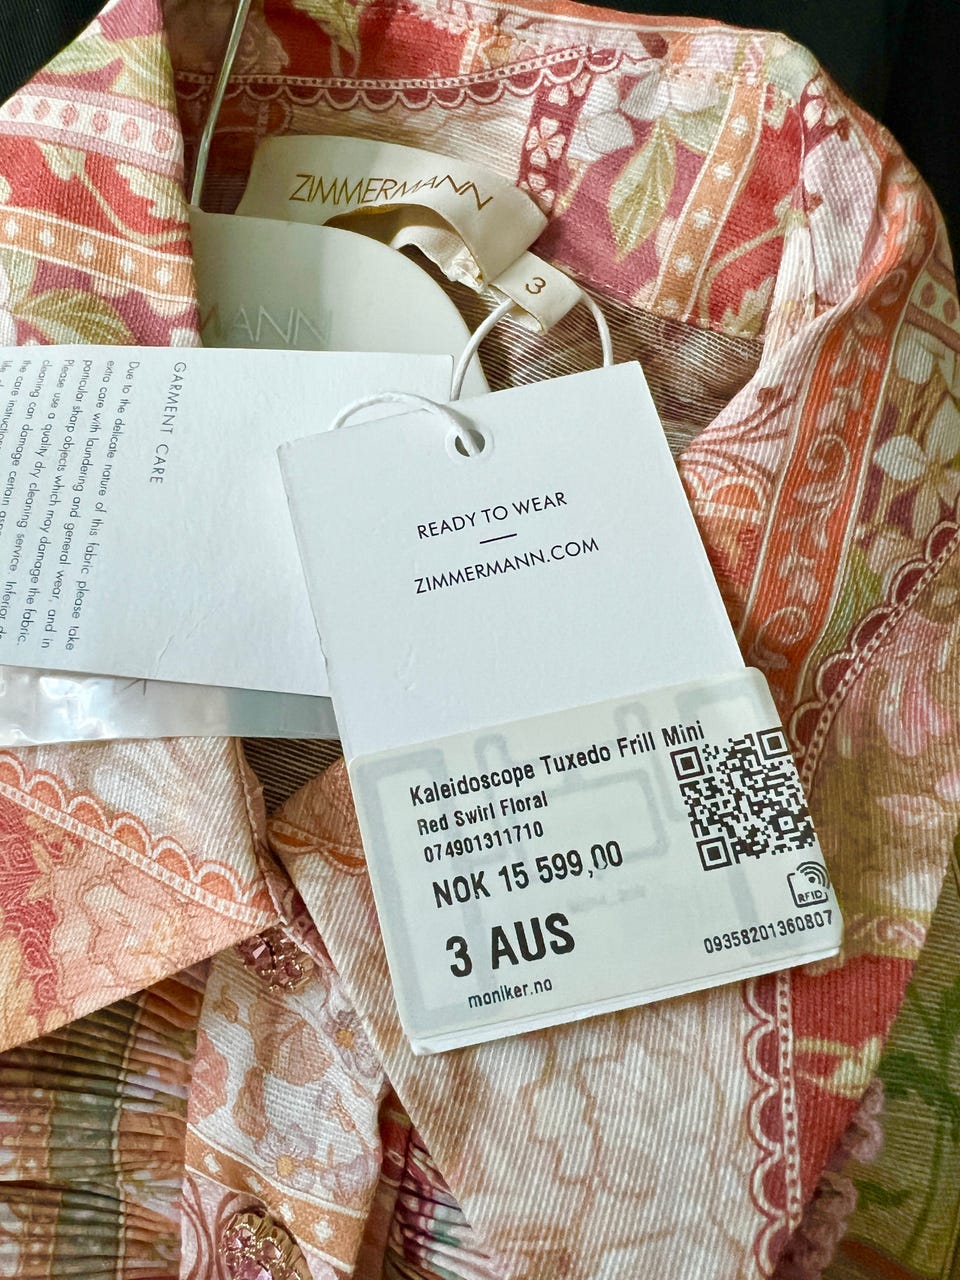 ZIMMERMANN
3
MANN
GARMENT CARE
Due to the delicate nature of this fabric please take
extra care with laundering and general wear, and in
particular sharp objects which may damage the fabric.
Please use a quality dry cleaning service. Inferior
cleaning can damage certain
the care instructions
READY TO WEAR
ZIMMERMANN.COM
Kaleidoscope Tuxedo Frill Mini
Red Swirl Floral
074901311710
NOK 15 599,00
3 AUS
moniker.no
RFID
09358201360807